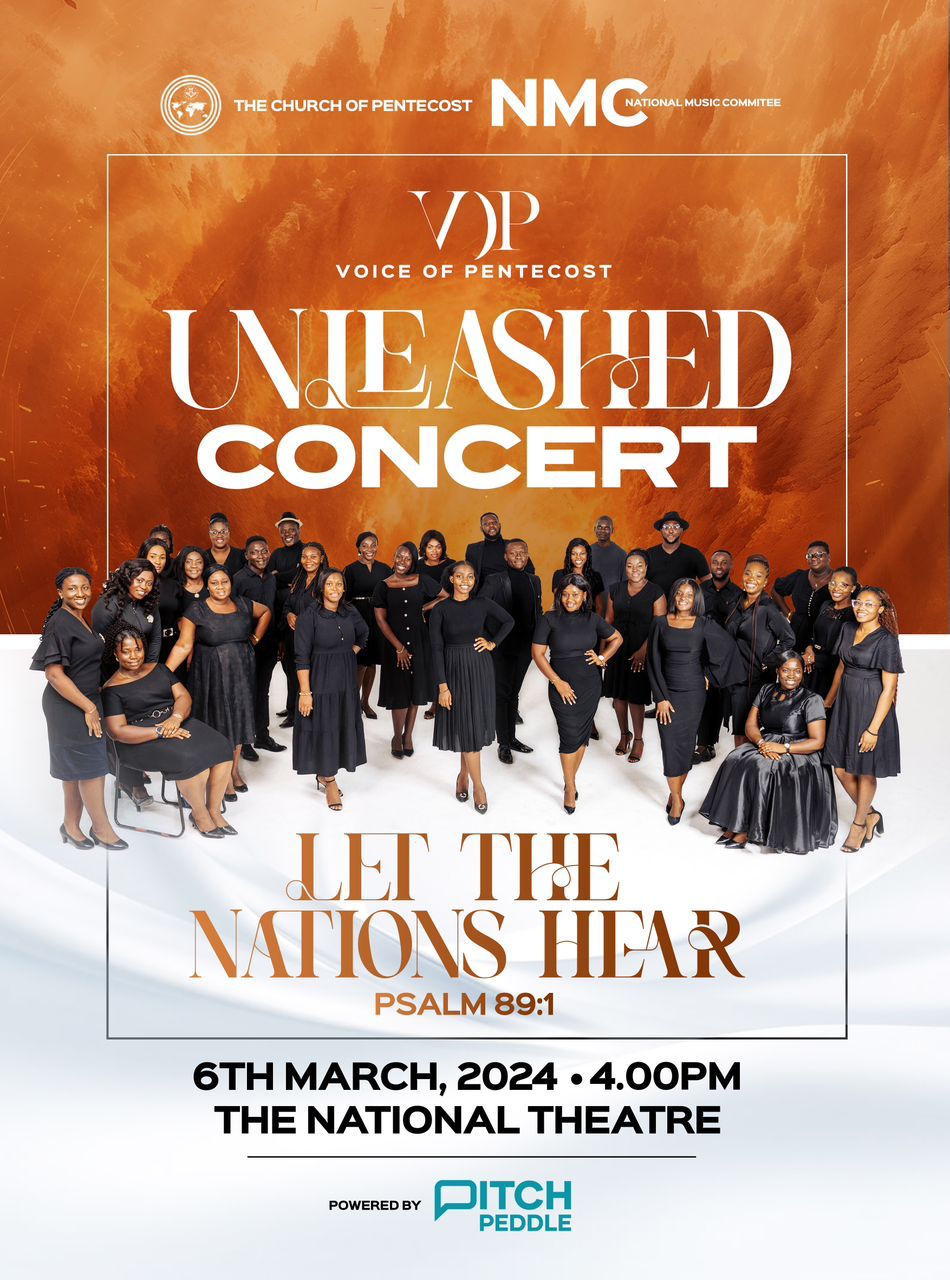 THE CHURCH OF PENTECOST NMC NATIONAL MUSIC COMMITEE
VOP
VOICE OF PENTECOST
UNLEASHED
CONCERT
LET THE
NATIONS HEAR
PSALM 89:1
6TH MARCH, 2024 • 4.00PM
THE NATIONAL THEATRE
POWERED BY PITCH
PEDDLE